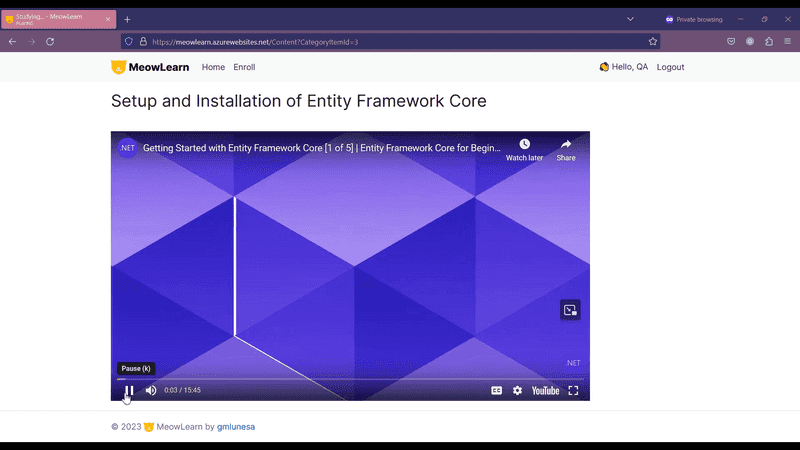 Studying... - MeowLearn
PLAYING
Private browsing
https://meowlearn.azurewebsites.net/Content?CategoryItemId=3
MeowLearn Home Enroll Hello, QA Logout
Setup and Installation of Entity Framework Core
.NET Getting Started with Entity Framework Core [1 of 5] | Entity Framework Core for Begin...
Watch later Share
.NET
Pause (k)
0:03 / 15:45 CC YouTube
© 2023 MeowLearn by gmlunesa